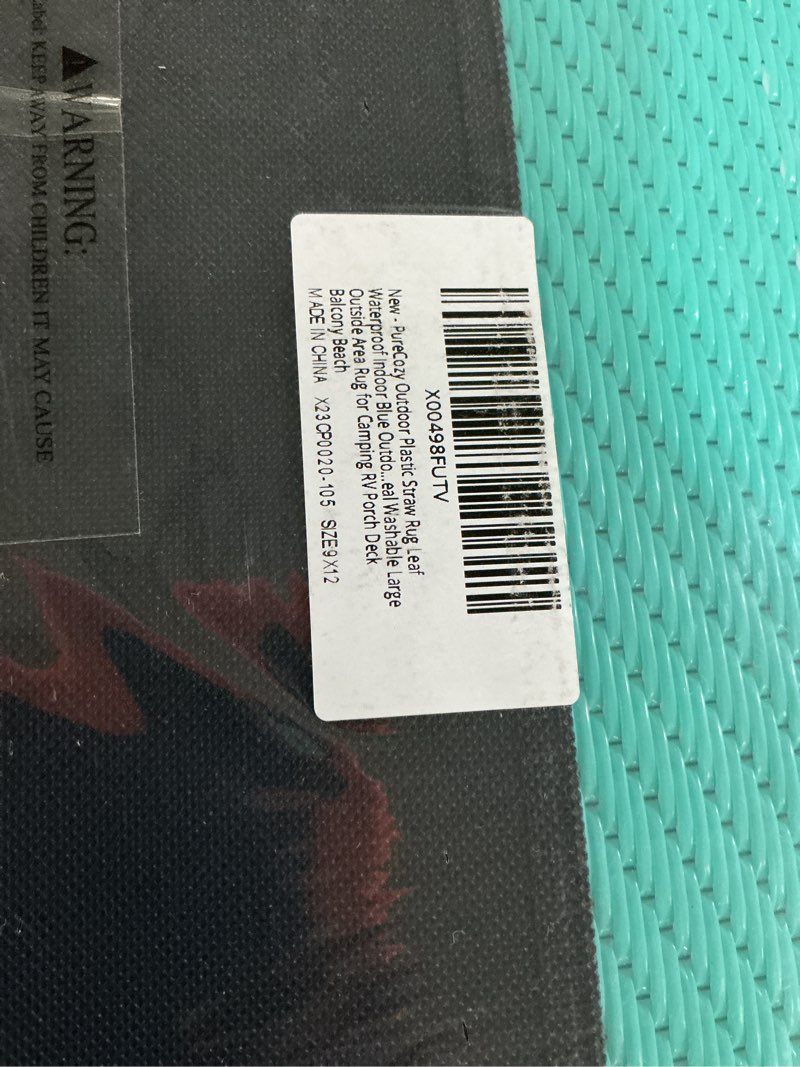 X00498FUTV
New - PureCozy Outdoor Plastic Straw Rug Leaf
Waterproof Indoor Blue Outdo...eal Washable Large
Outside Area Rug for Camping RV Porch Deck
Balcony Beach
MADE IN CHINA X23CP0020-105 SIZE9X12
WARNING:
KEEP AWAY FROM CHILDREN IT MAY CAUSE